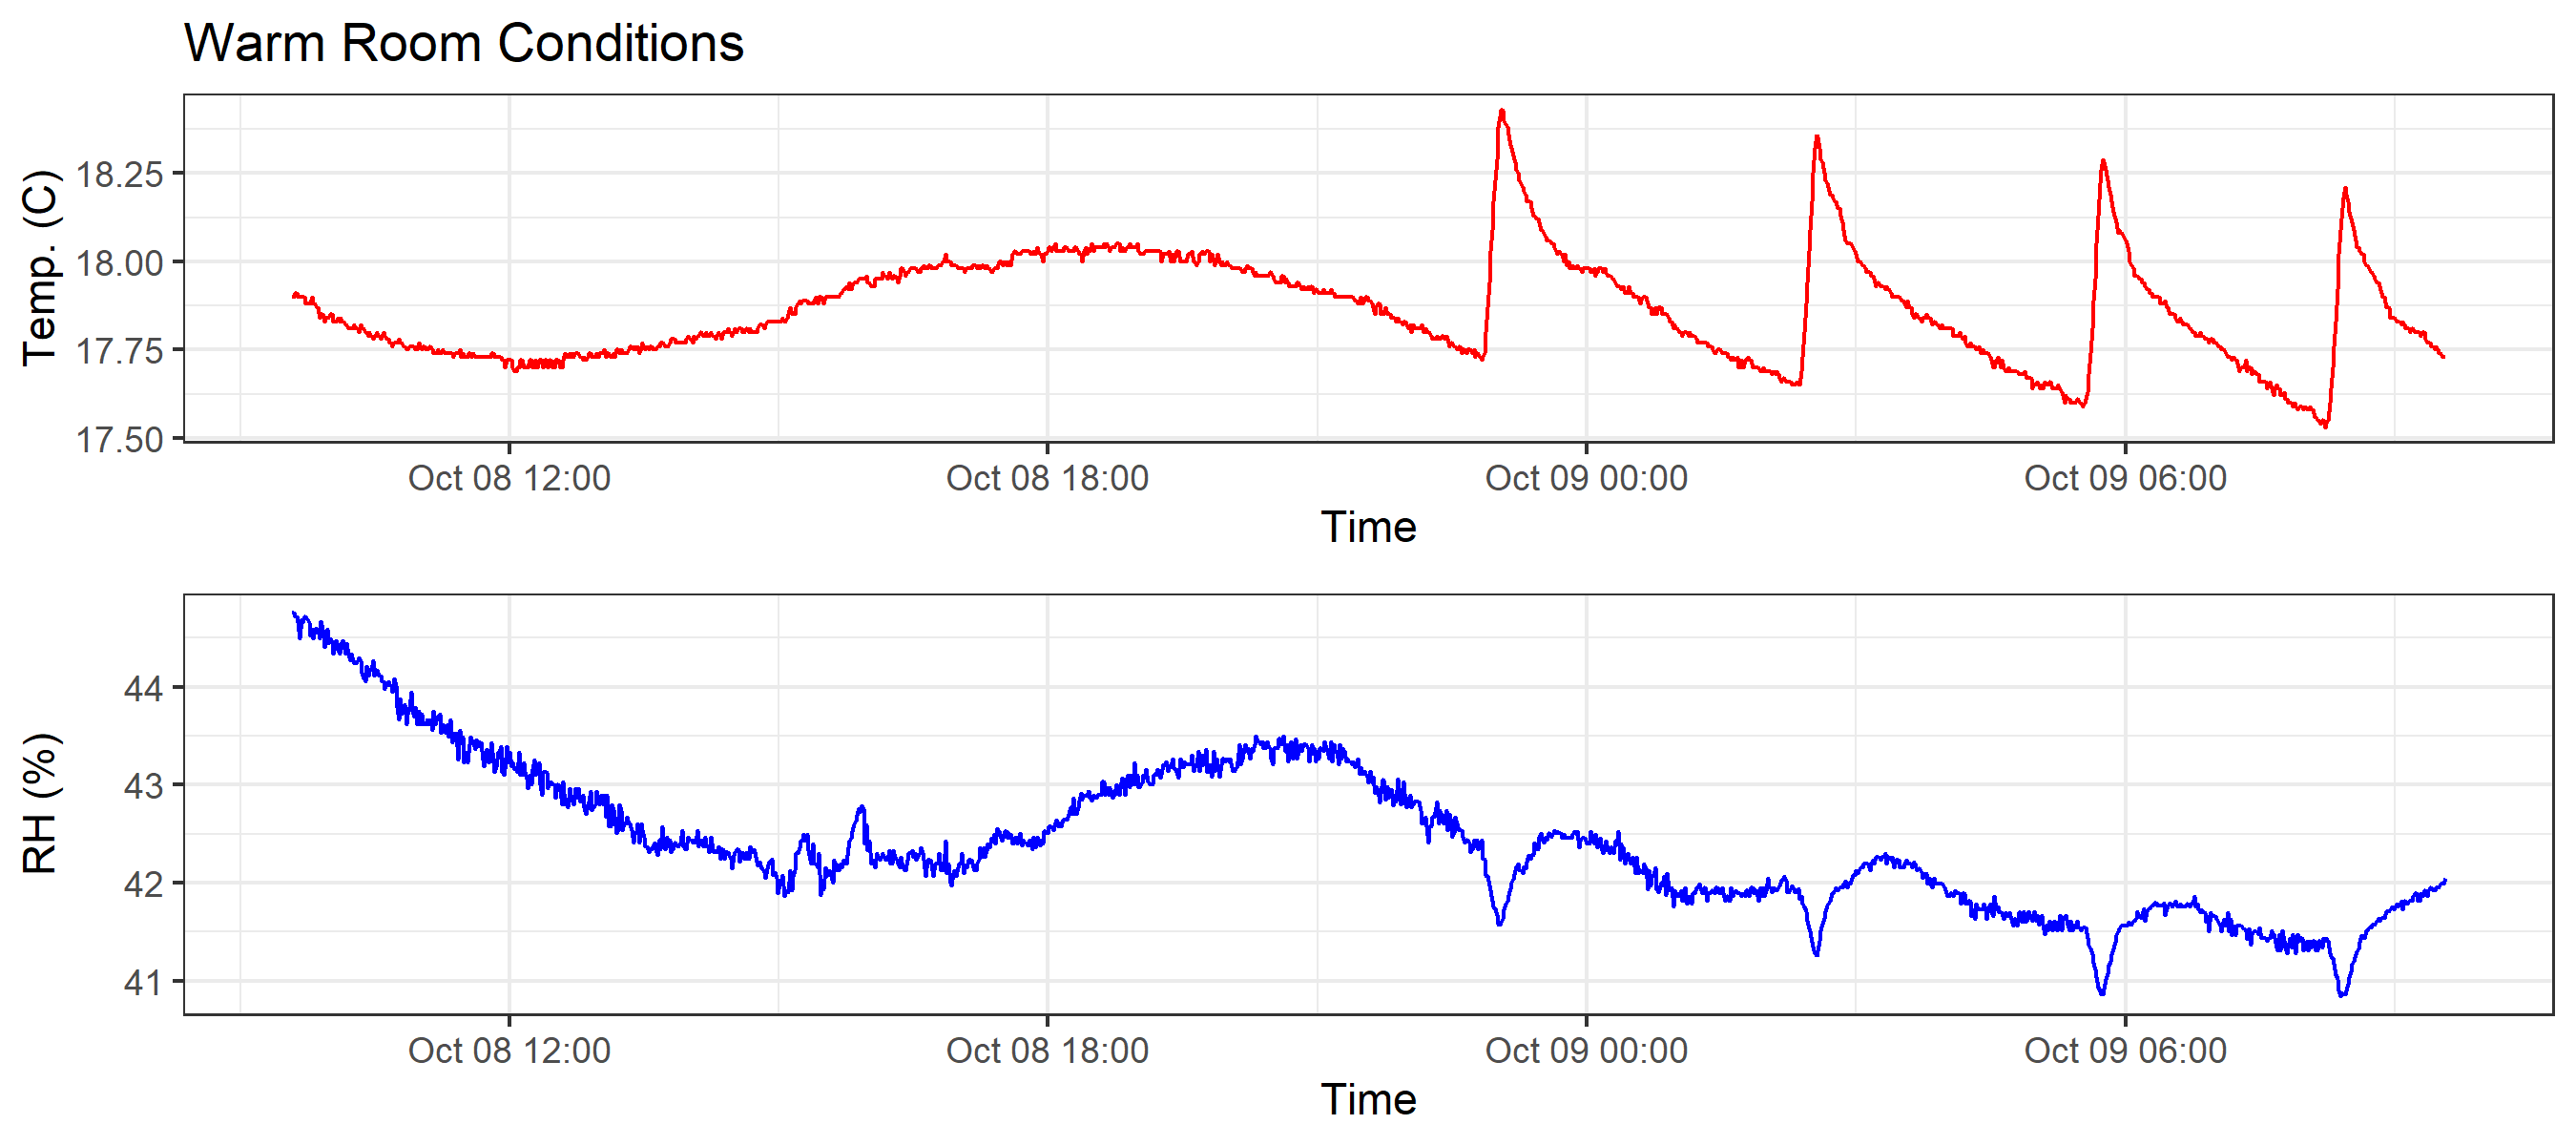 Warm Room Conditions
Temp. (C)
18.25
18.00
17.75
17.50
Oct 08 12:00 Oct 08 18:00 Oct 09 00:00 Oct 09 06:00
Time
RH (%)
44
43
42
41
Oct 08 12:00 Oct 08 18:00 Oct 09 00:00 Oct 09 06:00
Time